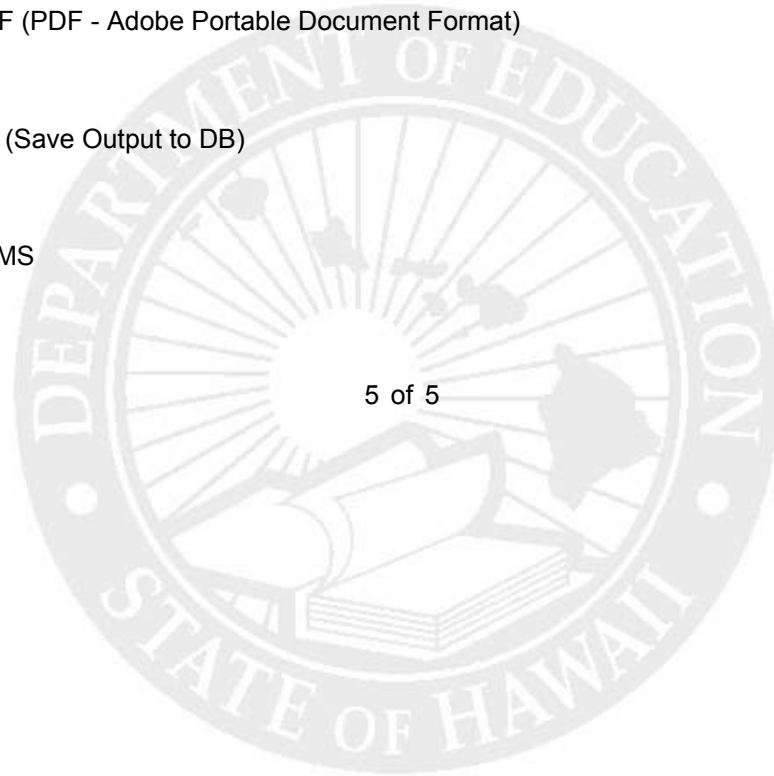 F (PDF - Adobe Portable Document Format)
(Save Output to DB)
MS
5 of 5
DEPARTMENT OF EDUCATION
STATE OF HAWAII